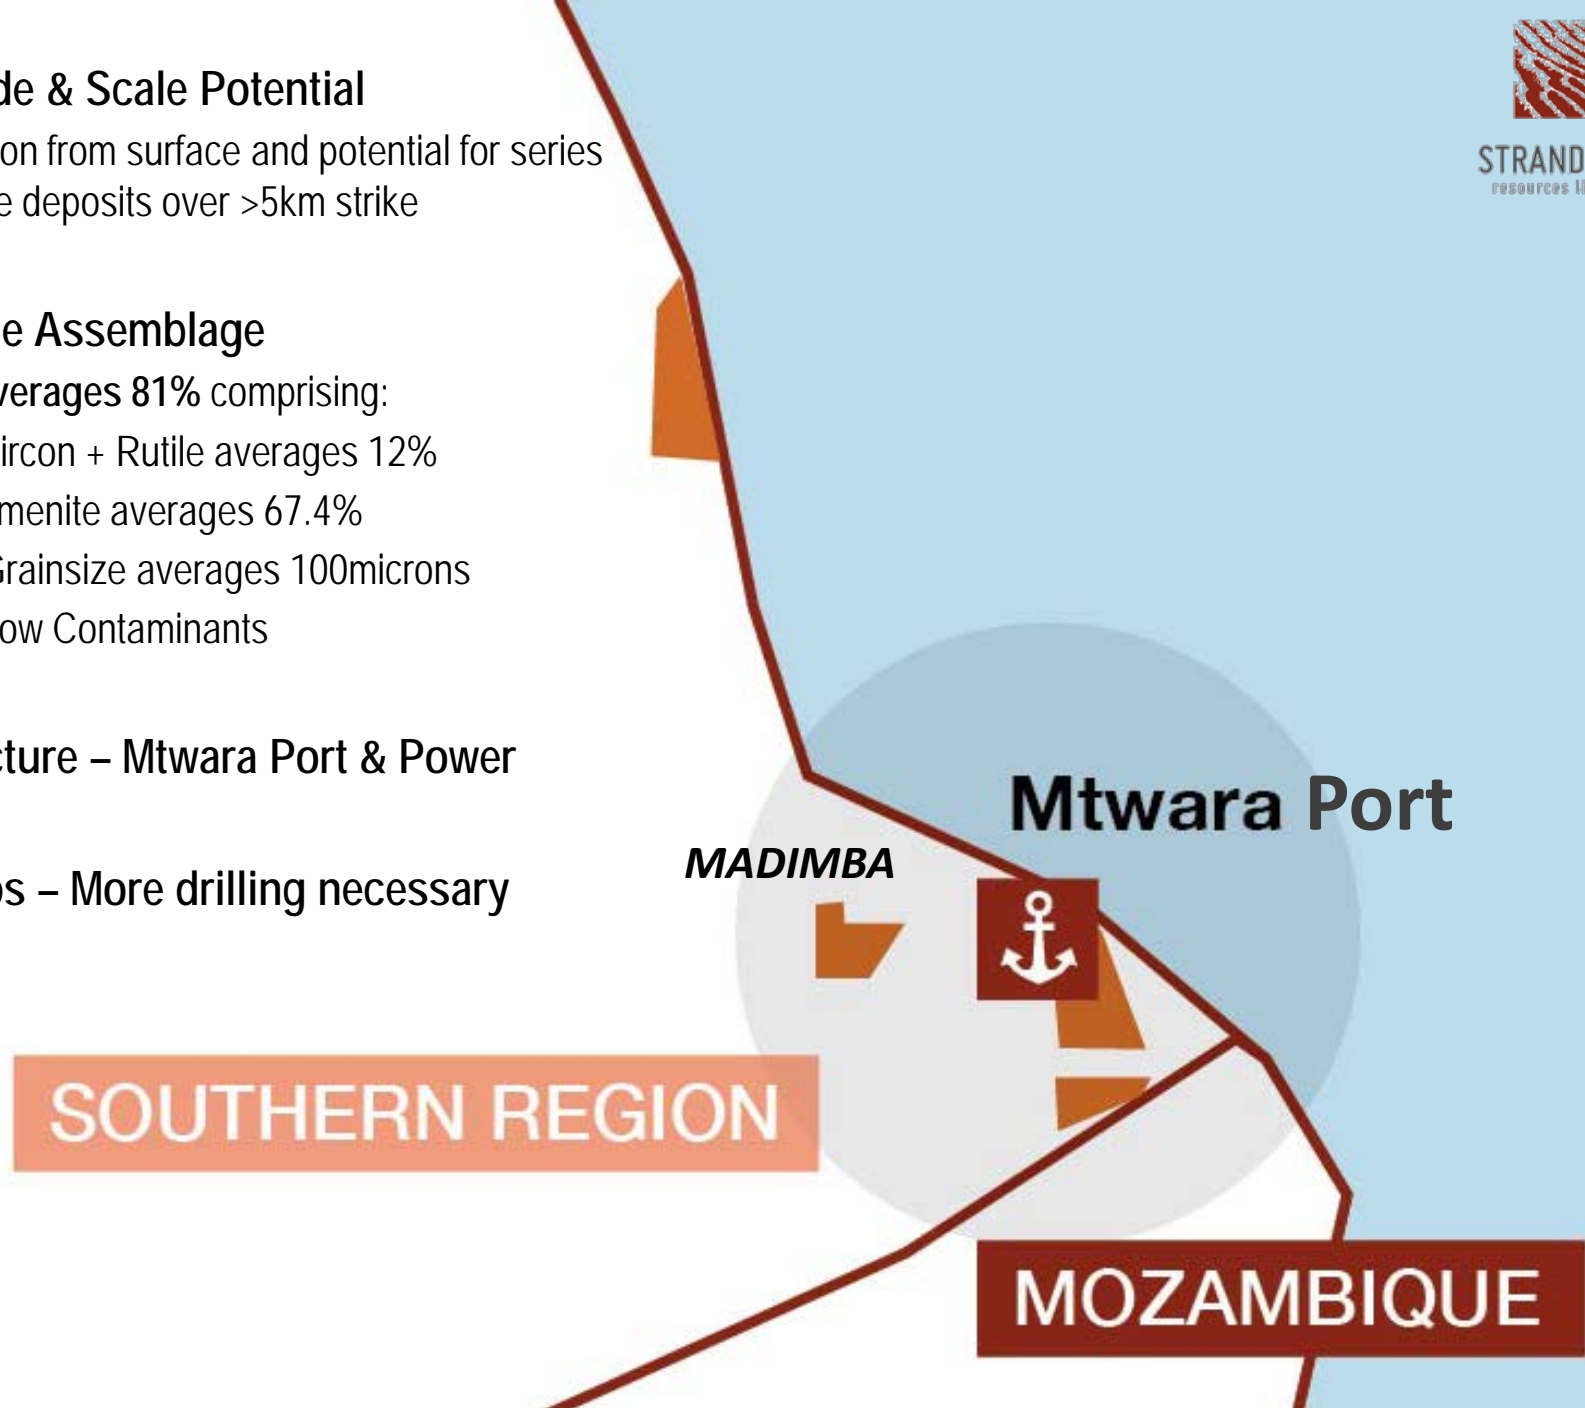 de & Scale Potential
on from surface and potential for series
e deposits over >5km strike
e Assemblage
verages 81% comprising:
ircon + Rutile averages 12%
menite averages 67.4%
Grainsize averages 100microns
ow Contaminants
cture – Mtwara Port & Power
os – More drilling necessary
STRAND
resources
Mtwara Port
MADIMBA
SOUTHERN REGION
MOZAMBIQUE